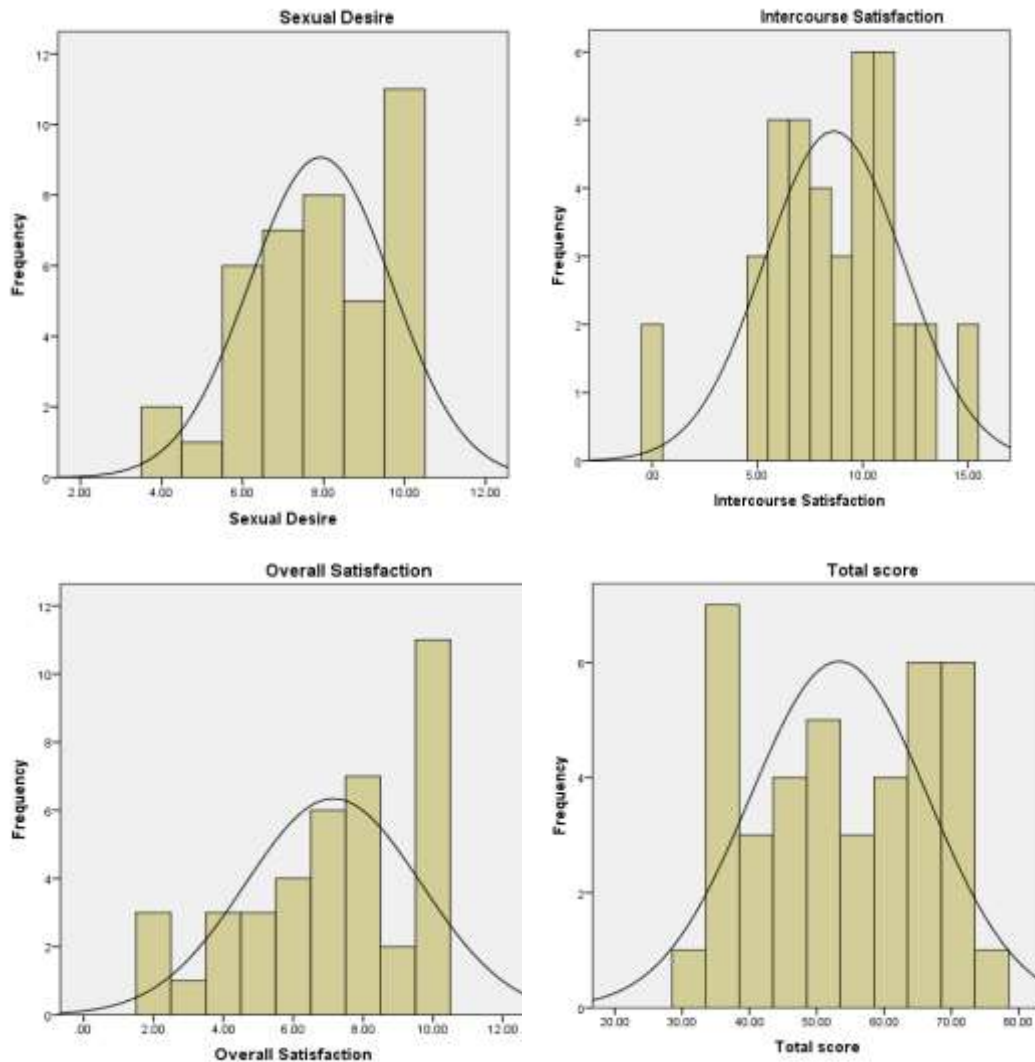 Sexual Desire
12
10
8
6
4
2
0
2.00 4.00 6.00 8.00 10.00 12.00
Frequency
Sexual Desire
Intercourse Satisfaction
6
5
4
3
2
1
0
.00 5.00 10.00 15.00
Frequency
Intercourse Satisfaction
Overall Satisfaction
12
10
8
6
4
2
0
.00 2.00 4.00 6.00 8.00 10.00 12.00
Frequency
Overall Satisfaction
Total score
6
4
2
0
20.00 30.00 40.00 50.00 60.00 70.00 80.00
Frequency
Total score